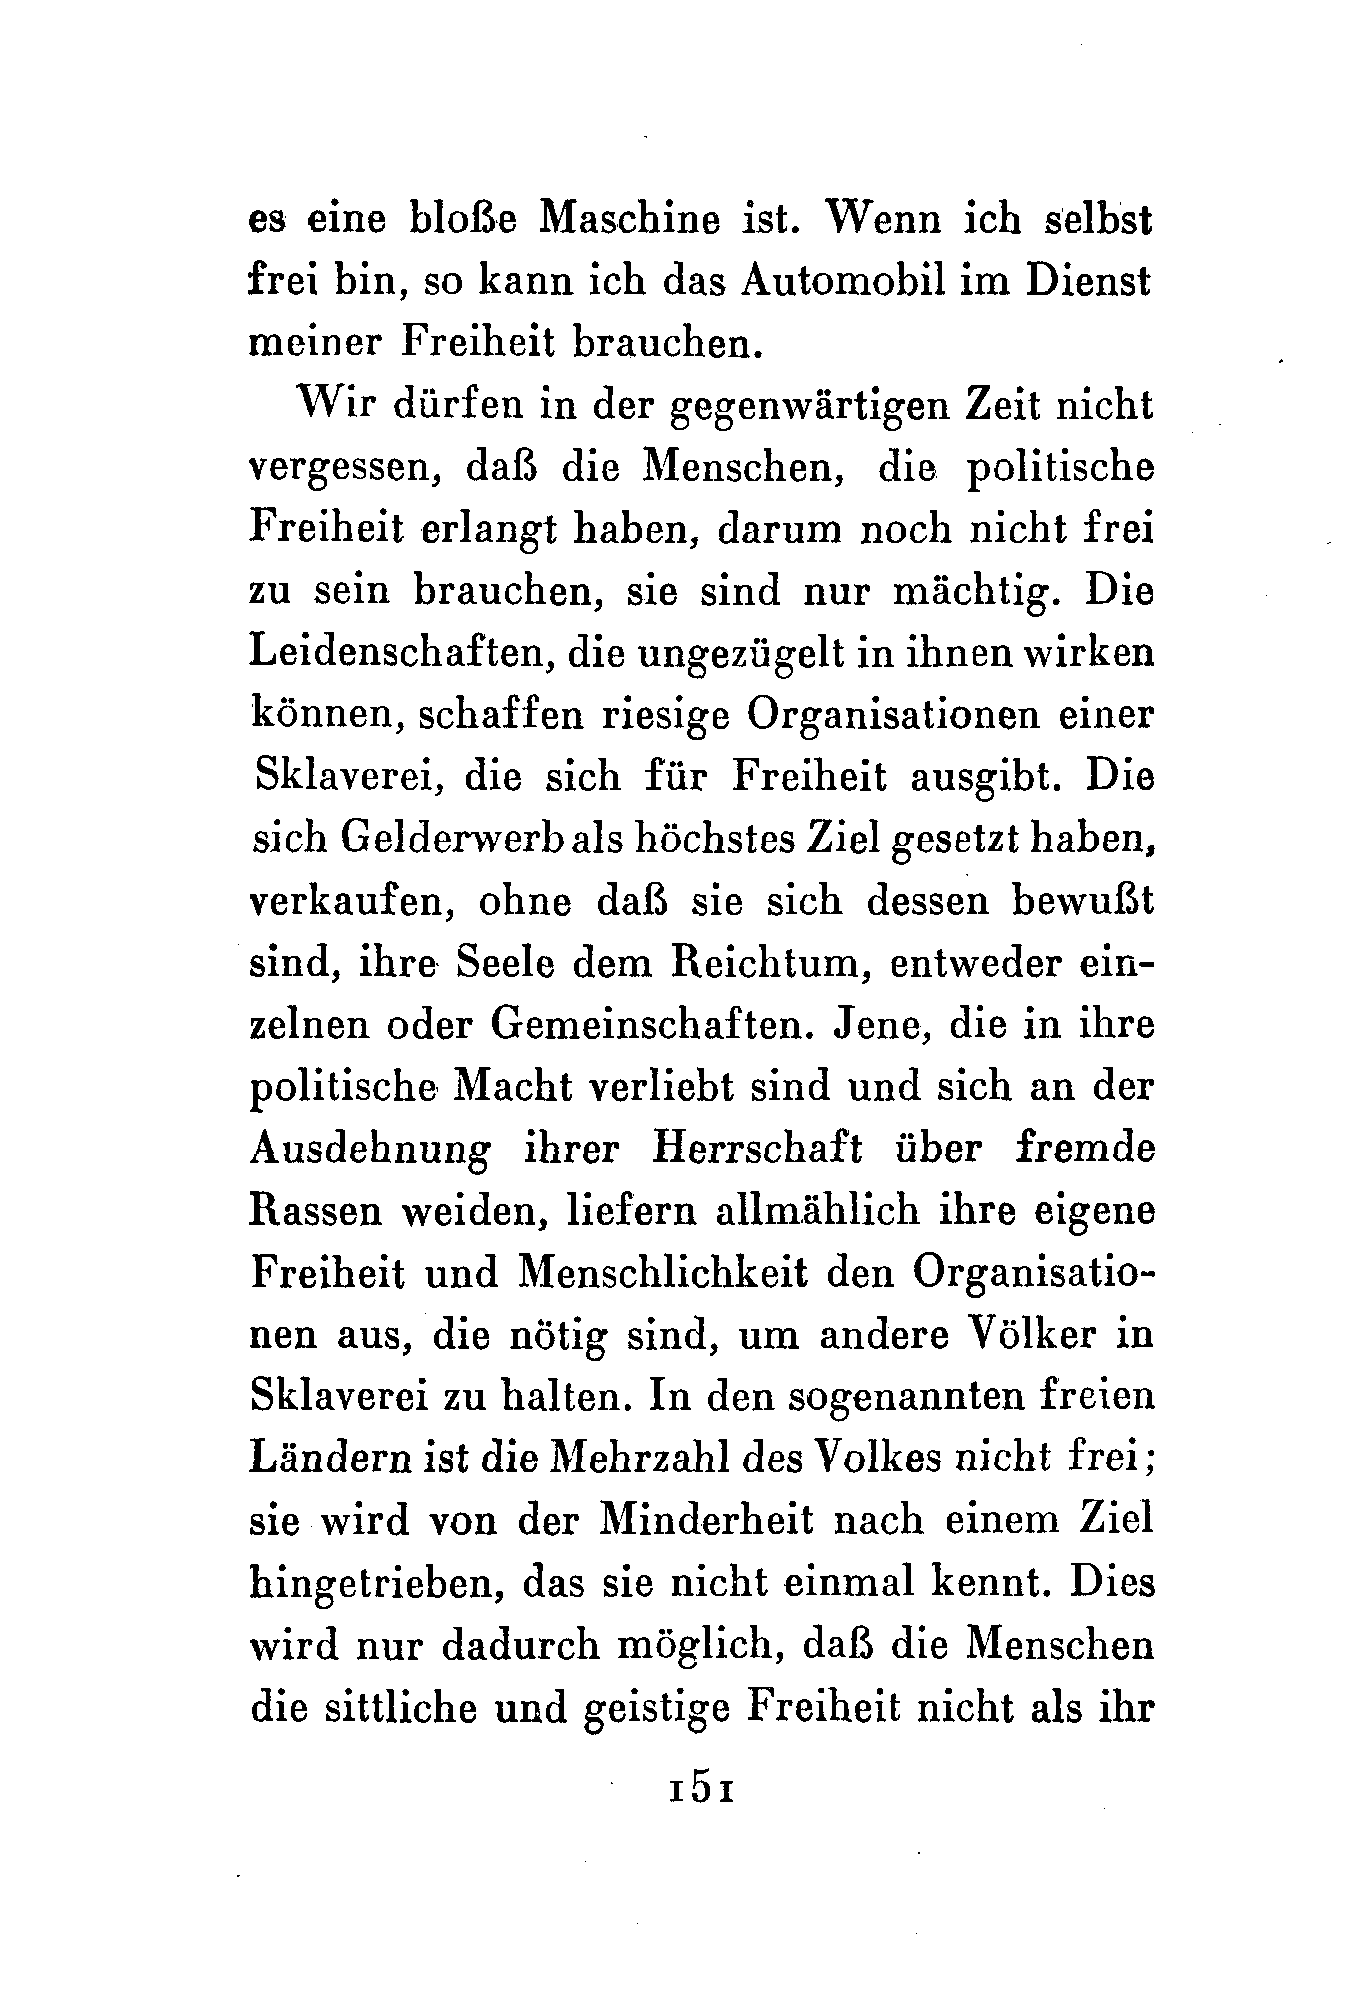 es eine bloße Maschine ist. Wenn ich selbst
frei bin, so kann ich das Automobil im Dienst
meiner Freiheit brauchen.
Wir dürfen in der gegenwärtigen Zeit nicht
vergessen, daß die Menschen, die politische
Freiheit erlangt haben, darum noch nicht frei
zu sein brauchen, sie sind nur mächtig. Die
Leidenschaften, die ungezügelt in ihnen wirken
können, schaffen riesige Organisationen einer
Sklaverei, die sich für Freiheit ausgibt. Die
sich Gelderwerb als höchstes Ziel gesetzt haben,
verkaufen, ohne daß sie sich dessen bewußt
sind, ihre Seele dem Reichtum, entweder ein-
zelnen oder Gemeinschaften. Jene, die in ihre
politische Macht verliebt sind und sich an der
Ausdehnung ihrer Herrschaft über fremde
Rassen weiden, liefern allmählich ihre eigene
Freiheit und Menschlichkeit den Organisatio-
nen aus, die nötig sind, um andere Völker in
Sklaverei zu halten. In den sogenannten freien
Ländern ist die Mehrzahl des Volkes nicht frei;
sie wird von der Minderheit nach einem Ziel
hingetrieben, das sie nicht einmal kennt. Dies
wird nur dadurch möglich, daß die Menschen
die sittliche und geistige Freiheit nicht als ihr
151